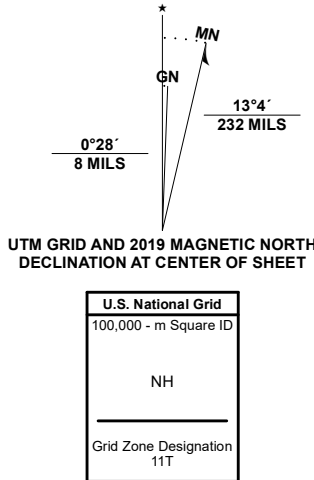 ★
MN
GN
13°4´
232 MILS
0°28´
8 MILS
UTM GRID AND 2019 MAGNETIC NORTH
DECLINATION AT CENTER OF SHEET
U.S. National Grid
100,000 - m Square ID
NH
Grid Zone Designation
11T